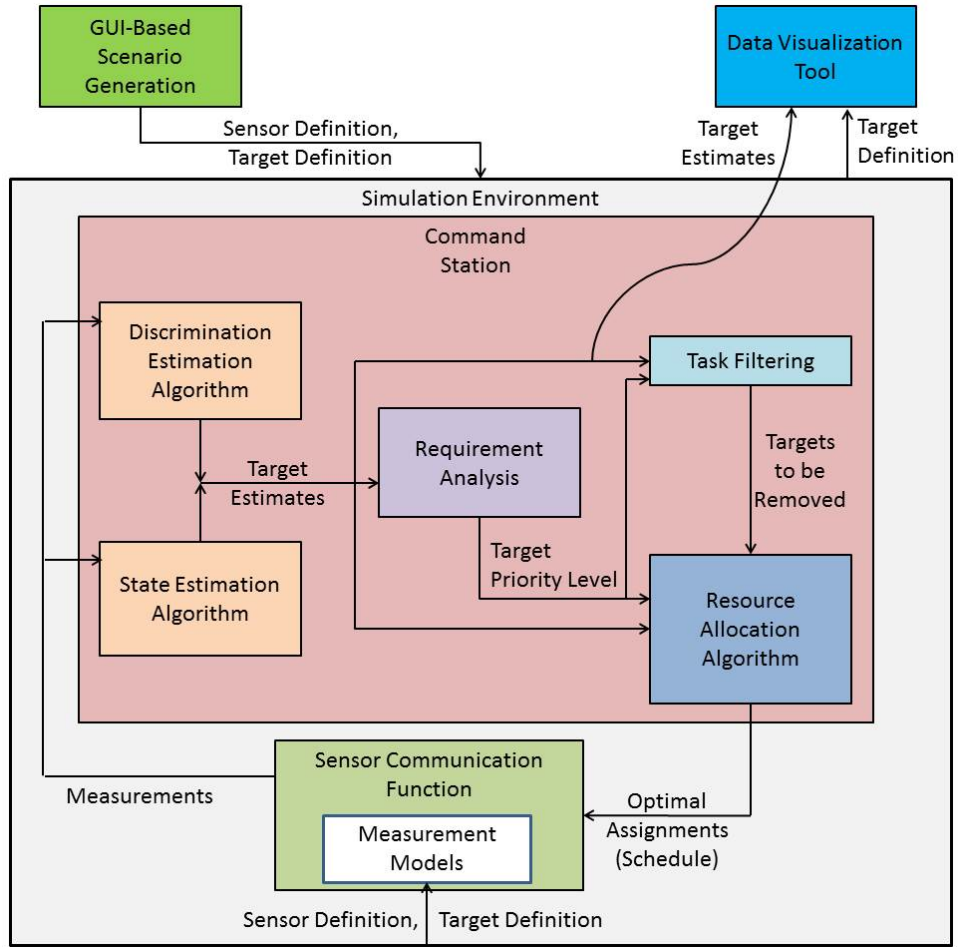 GUI-Based
Scenario
Generation
Data Visualization
Tool
Sensor Definition,
Target Definition
Target
Estimates
Target
Definition
Simulation Environment
Command
Station
Discrimination
Estimation
Algorithm
Task Filtering
Requirement
Analysis
Target
Estimates
Targets
to be
Removed
State Estimation
Algorithm
Target
Priority Level
Resource
Allocation
Algorithm
Sensor Communication
Function
Measurements
Measurement
Models
Optimal
Assignments
(Schedule)
Sensor Definition, Target Definition